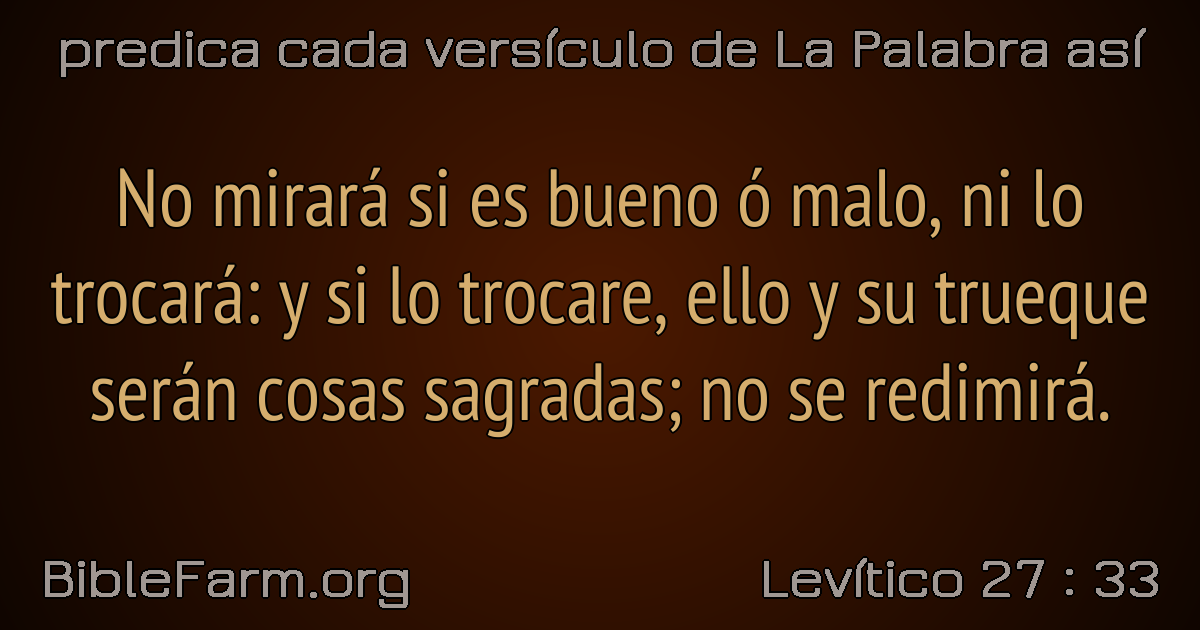 predica cada versículo de La Palabra así
No mirará si es bueno ó malo, ni lo
trocará: y si lo trocare, ello y su trueque
serán cosas sagradas; no se redimirá.
BibleFarm.org
Levítico 27 : 33